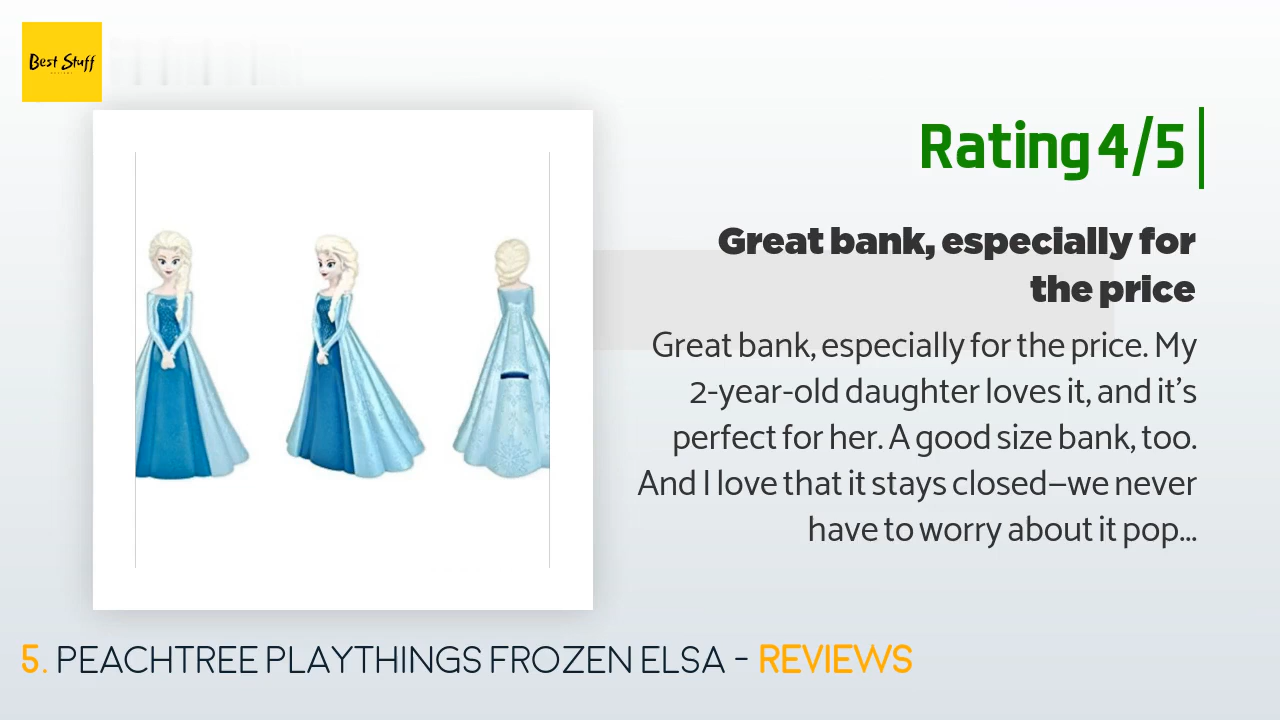 Best Stuff
Rating 4/5
Great bank, especially for
the price
Great bank, especially for the price. My
2-year-old daughter loves it, and it's
perfect for her. A good size bank, too.
And I love that it stays closed—we never
have to worry about it pop...
5. PEACHTREE PLAYTHINGS FROZEN ELSA - REVIEWS